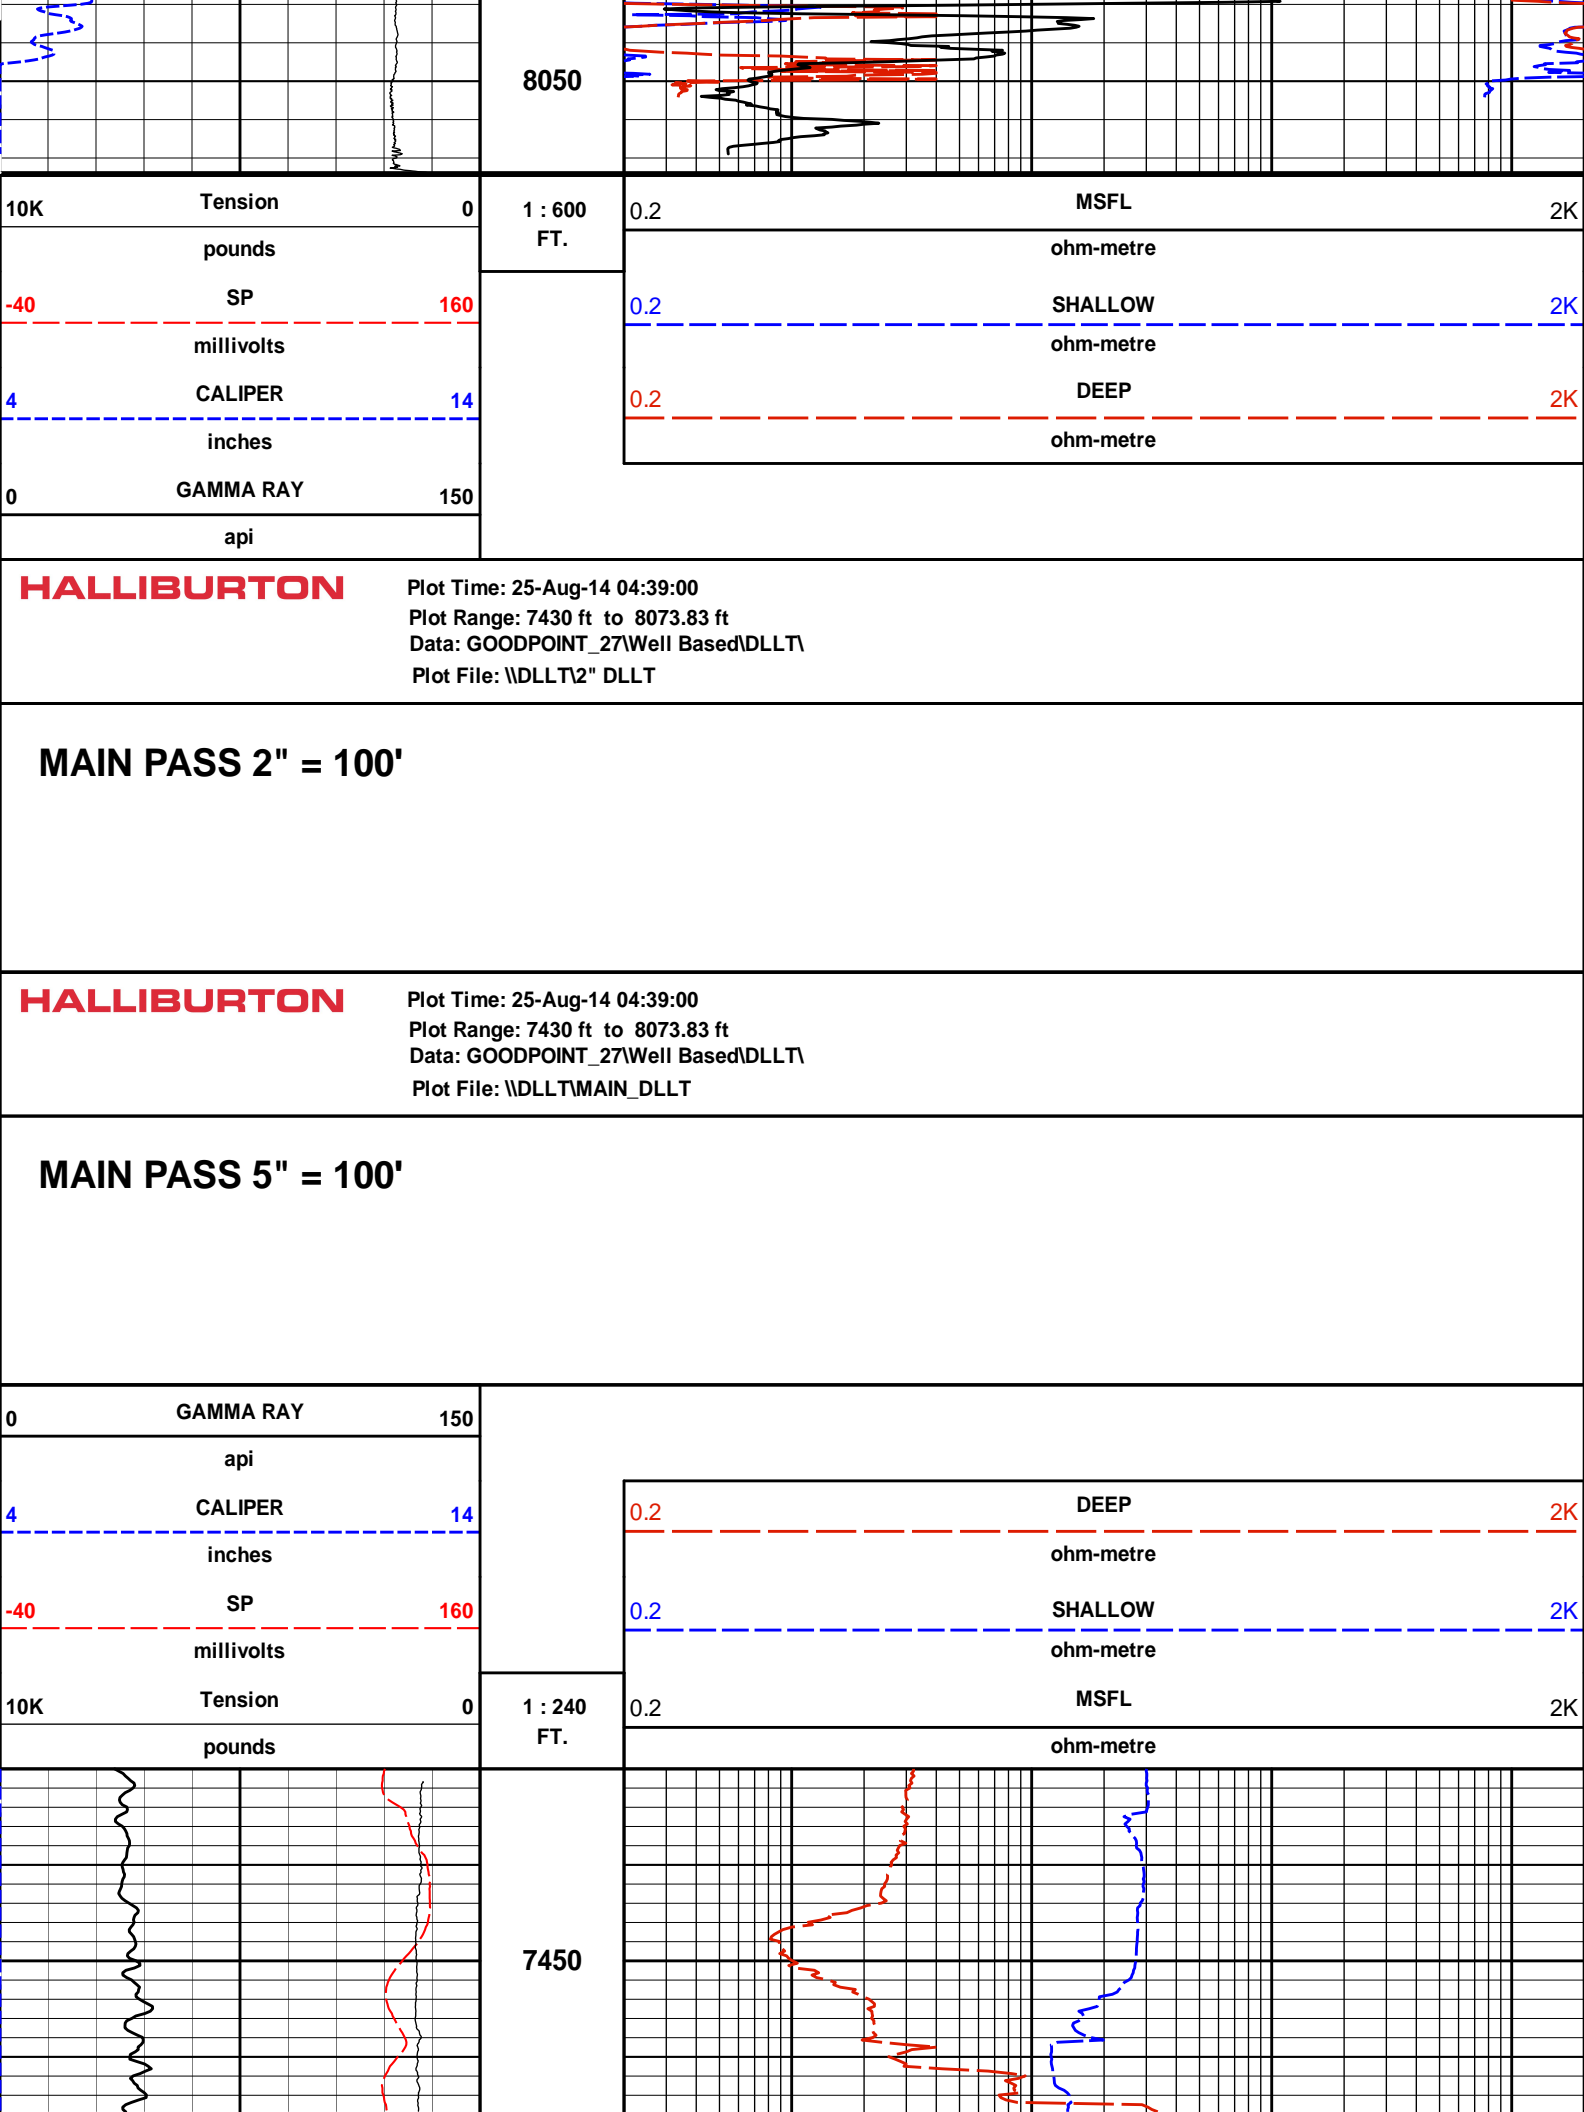 8050
10K Tension 0
pounds
-40 SP 160
millivolts
4 CALIPER 14
inches
0 GAMMA RAY 150
api
1 : 600
FT.
0.2 MSFL 2K
ohm-metre
0.2 SHALLOW 2K
ohm-metre
0.2 DEEP 2K
ohm-metre
HALLIBURTON
Plot Time: 25-Aug-14 04:39:00
Plot Range: 7430 ft to 8073.83 ft
Data: GOODPOINT_27\Well Based\DLLT\
Plot File: \\DLLT\2" DLLT
MAIN PASS 2" = 100'
HALLIBURTON
Plot Time: 25-Aug-14 04:39:00
Plot Range: 7430 ft to 8073.83 ft
Data: GOODPOINT_27\Well Based\DLLT\
Plot File: \\DLLT\MAIN_DLLT
MAIN PASS 5" = 100'
0 GAMMA RAY 150
api
4 CALIPER 14
inches
-40 SP 160
millivolts
10K Tension 0
pounds
1 : 240
FT.
0.2 DEEP 2K
ohm-metre
0.2 SHALLOW 2K
ohm-metre
0.2 MSFL 2K
ohm-metre
7450